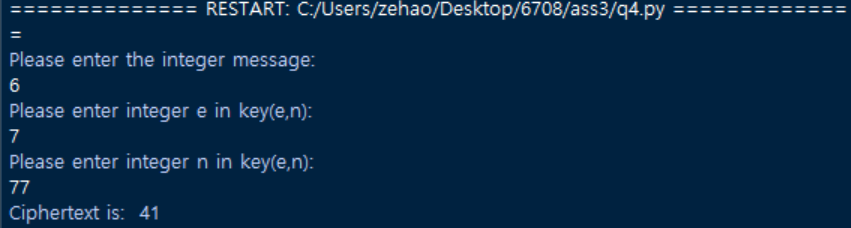 ============== RESTART: C:/Users/zehao/Desktop/6708/ass3/q4.py =============
=
Please enter the integer message:
6
Please enter integer e in key(e,n):
7
Please enter integer n in key(e,n):
77
Ciphertext is:  41